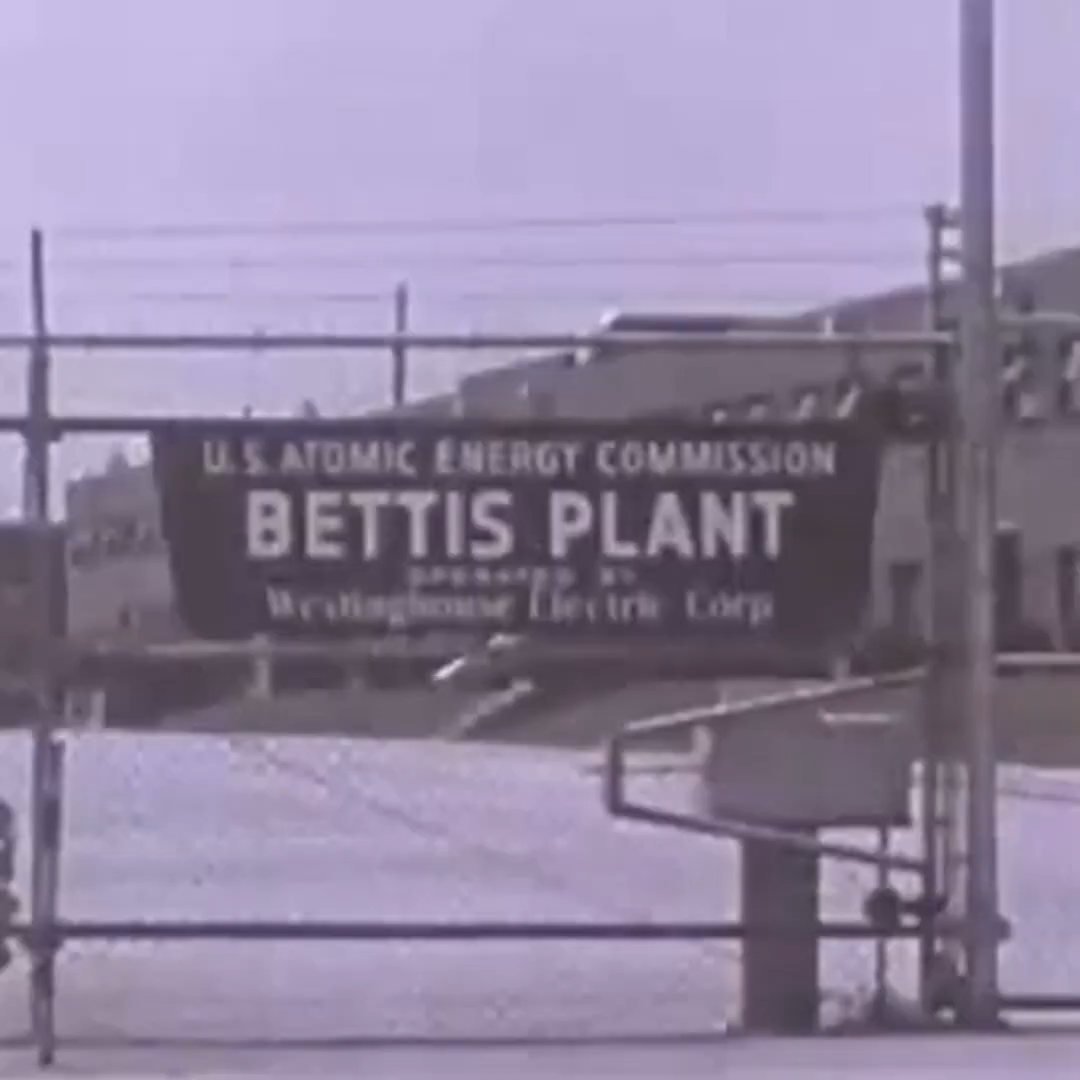 U.S. ATOMIC ENERGY COMMISSION
BETTIS PLANT
OPERATED BY
Westinghouse Electric Corp